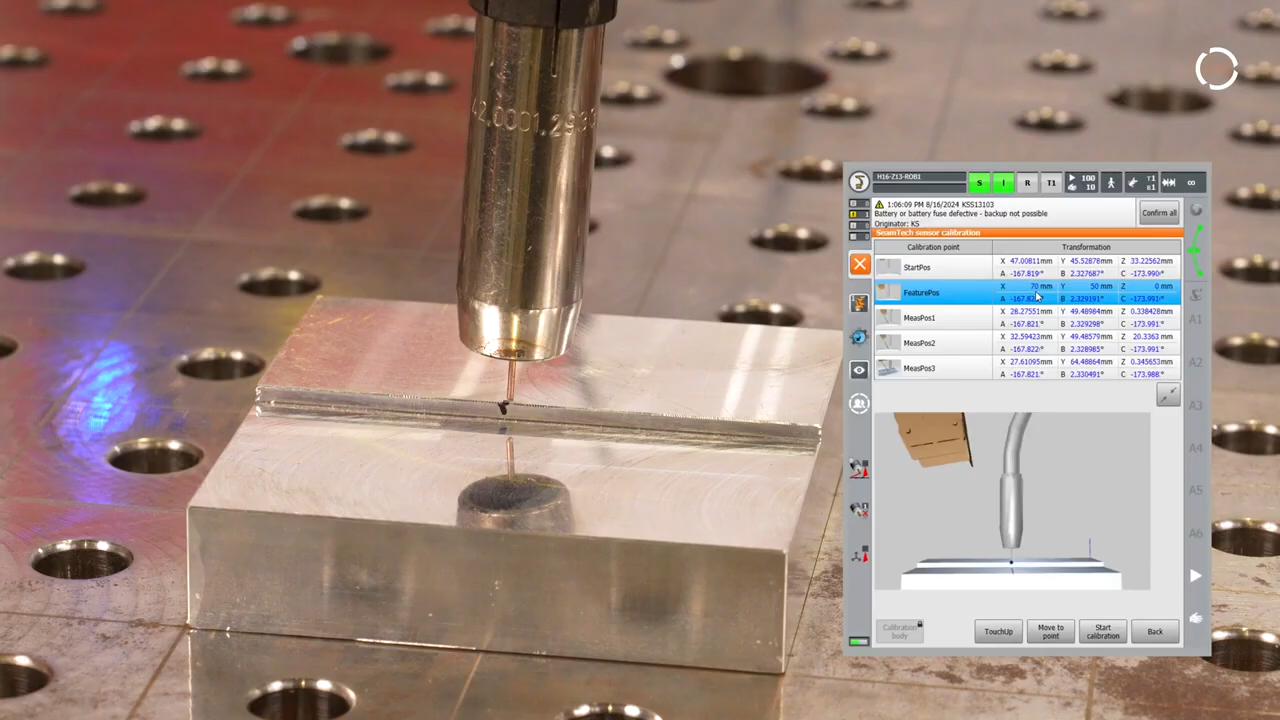 42.0001.293
H16-Z13-ROB1
S I R T1 100 10 T1 B1 ∞
1:06:09 PM 8/16/2024 KSS13103
Battery or battery fuse defective - backup not possible
Originator: KS
Confirm all
SeamTech sensor calibration
Calibration point Transformation
StartPos X 47.00811mm Y 45.52878mm Z 33.22562mm
A -167.819° B 2.327687° C -173.990°
FeaturePos X 70 mm Y 50 mm Z 0 mm
A -167.82 B 2.329191° C -173.991°
MeasPos1 X 28.27551mm Y 49.48984mm Z 0.338428mm
A -167.821° B 2.329298° C -173.991°
MeasPos2 X 32.59423mm Y 49.48579mm Z 20.3363mm
A -167.822° B 2.328985° C -173.991°
MeasPos3 X 27.61095mm Y 64.48864mm Z 0.345653mm
A -167.821° B 2.330491° C -173.988°
A1
A2
A3
A4
A5
A6
Calibration
body
TouchUp
Move to
point
Start
calibration
Back